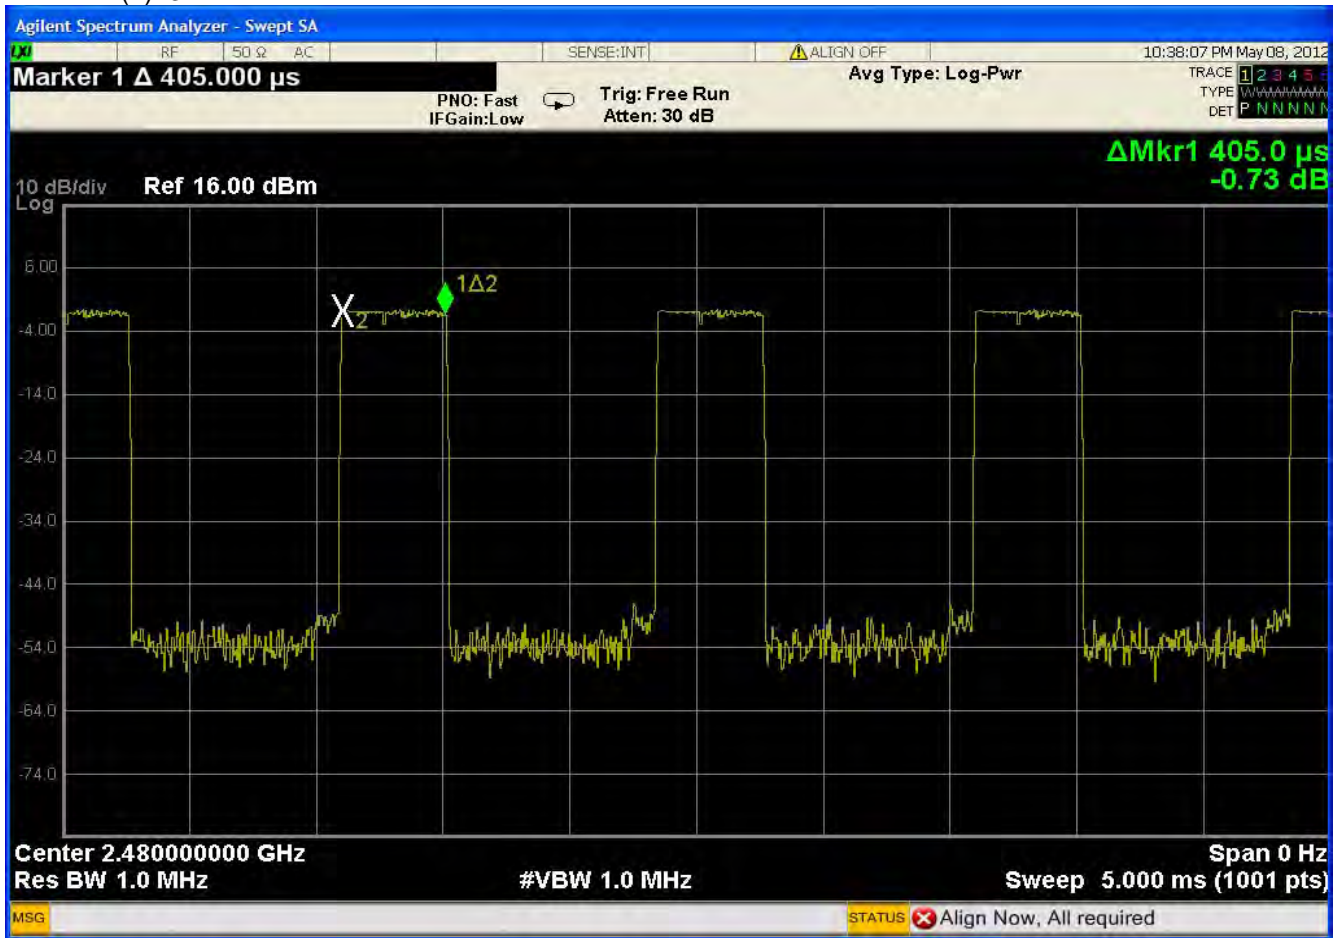 Agilent Spectrum Analyzer - Swept SA
LXI RF 50 Ω AC SENSE:INT ALIGN OFF 10:38:07 PM May 08, 2012
Marker 1 Δ 405.000 µs
Avg Type: Log-Pwr
TRACE 1 2 3 4 5 6
PNO: Fast Trig: Free Run
TYPE
IFGain:Low Atten: 30 dB
DET P N N N N N
ΔMkr1 405.0 µs
-0.73 dB
10 dB/div Ref 16.00 dBm
Log
6.00
1Δ2
X2
-4.00
-14.0
-24.0
-34.0
-44.0
-54.0
-64.0
-74.0
Center 2.480000000 GHz Span 0 Hz
Res BW 1.0 MHz #VBW 1.0 MHz Sweep 5.000 ms (1001 pts)
MSG STATUS Align Now, All required